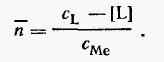 n̅ = (c_L − [L]) / c_Me .